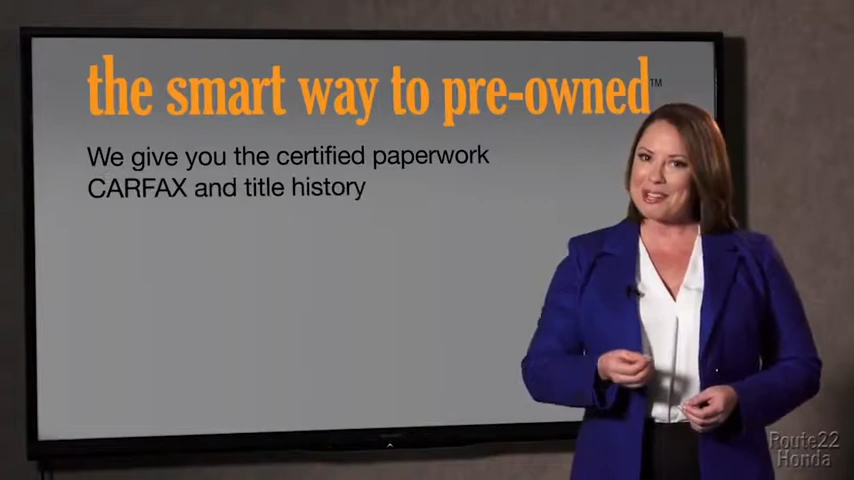 the smart way to pre-owned™
We give you the certified paperwork
CARFAX and title history
Route22
Honda